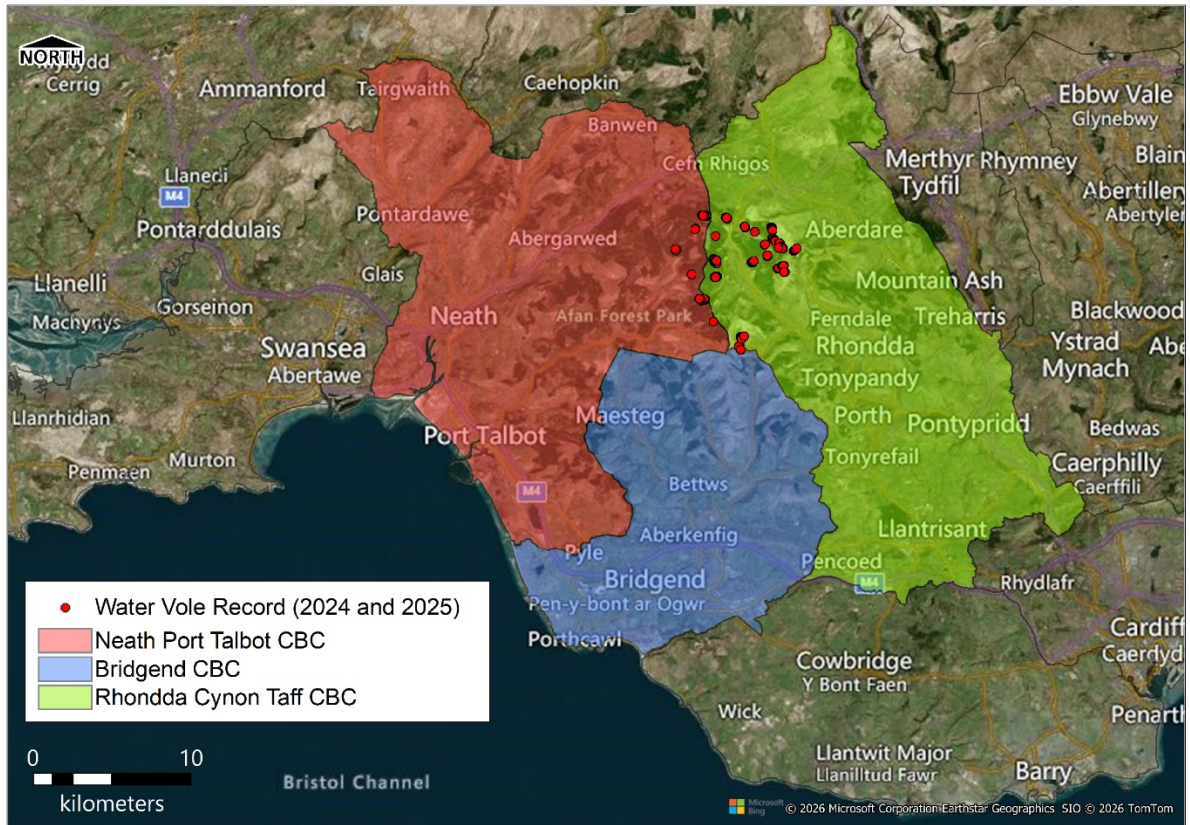 NORTH
Cerrig
Ammanford
Tairgwaith
Caehopkin
Banwen
Ebbw Vale
Glynebwy
Cefn Rhigos
Merthyr
Tydfil
Rhymney
Blain
Llanedi
M4
Pontardawe
Abertillery
Abertyler
Pontarddulais
Abergarwed
Aberdare
Glais
Llanelli
Mountain Ash
Gorseinon
Machynys
Neath
Afan Forest Park
Ferndale
Treharris
Blackwood
Swansea
Abertawe
Rhondda
Ystrad
Mynach
Abe
Tonypandy
Llanrhidian
Maesteg
Porth
Pontypridd
Bedwas
Port Talbot
Murton
Penmaen
Tonyrefail
Caerphilly
Caerffili
M4
Bettws
Aberkenfig
Llantrisant
Pyle
Pencoed
Bridgend
Pen-y-bont ar Ogwr
M4
Rhydlafr
Porthcawl
Cardiff
Caerdyd
Cowbridge
Y Bont Faen
Wick
Penarth
Llantwit Major
Llanilltud Fawr
Barry
Water Vole Record (2024 and 2025)
Neath Port Talbot CBC
Bridgend CBC
Rhondda Cynon Taff CBC
0 10
kilometers
Bristol Channel
Microsoft
Bing
© 2026 Microsoft Corporation Earthstar Geographics SIO © 2026 TomTom